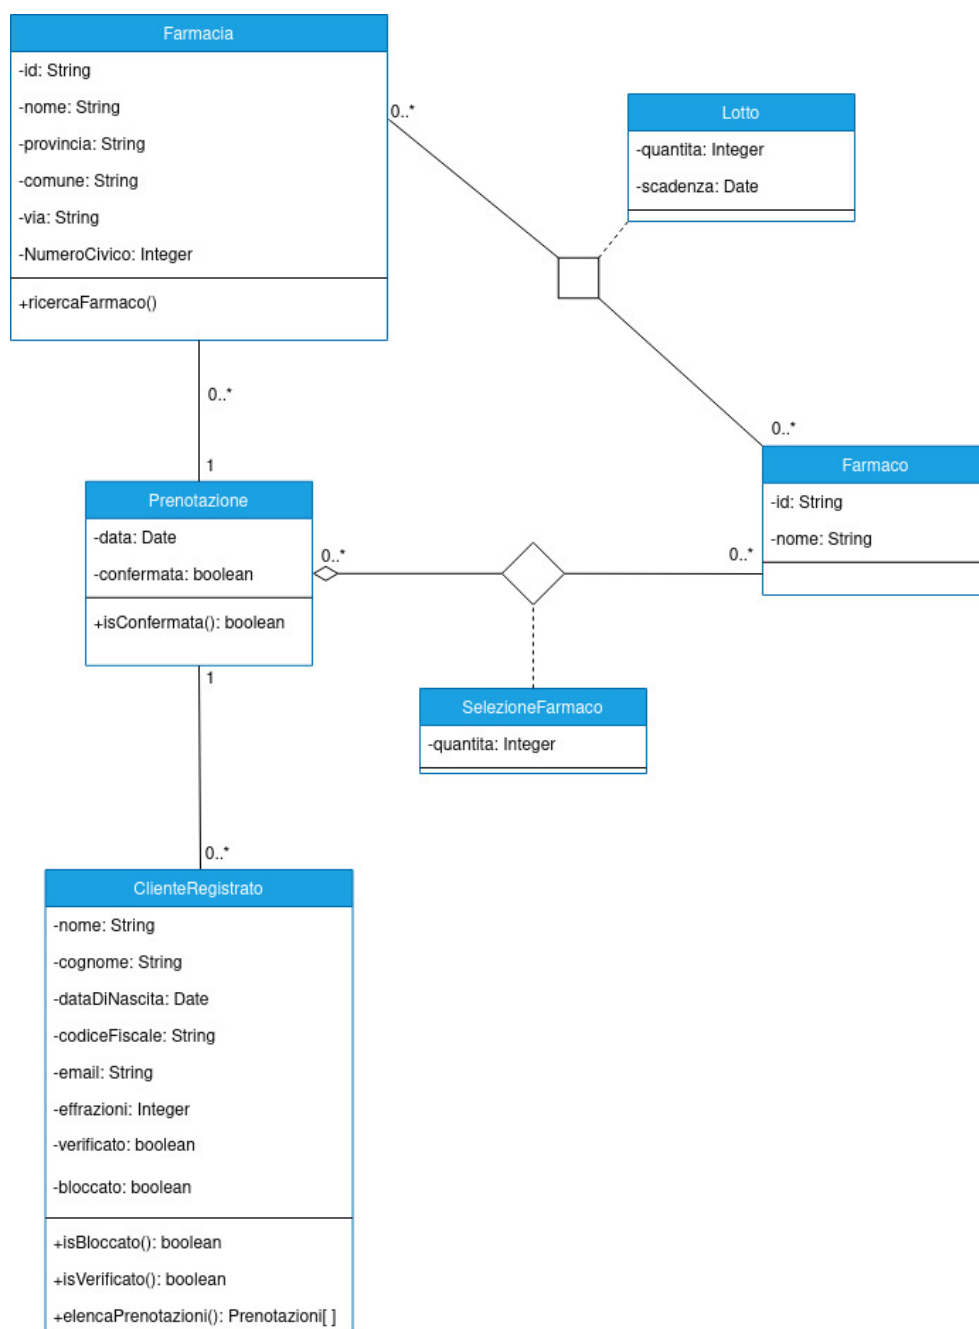 Farmacia
-id: String
-nome: String
-provincia: String
-comune: String
-via: String
-NumeroCivico: Integer
+ricercaFarmaco()
0..*
Lotto
-quantita: Integer
-scadenza: Date
0..*
0..*
1
Farmaco
-id: String
-nome: String
Prenotazione
-data: Date
-confermata: boolean
+isConfermata(): boolean
0..*
0..*
1
SelezioneFarmaco
-quantita: Integer
0..*
ClienteRegistrato
-nome: String
-cognome: String
-dataDiNascita: Date
-codiceFiscale: String
-email: String
-effrazioni: Integer
-verificato: boolean
-bloccato: boolean
+isBloccato(): boolean
+isVerificato(): boolean
+elencaPrenotazioni(): Prenotazioni[ ]